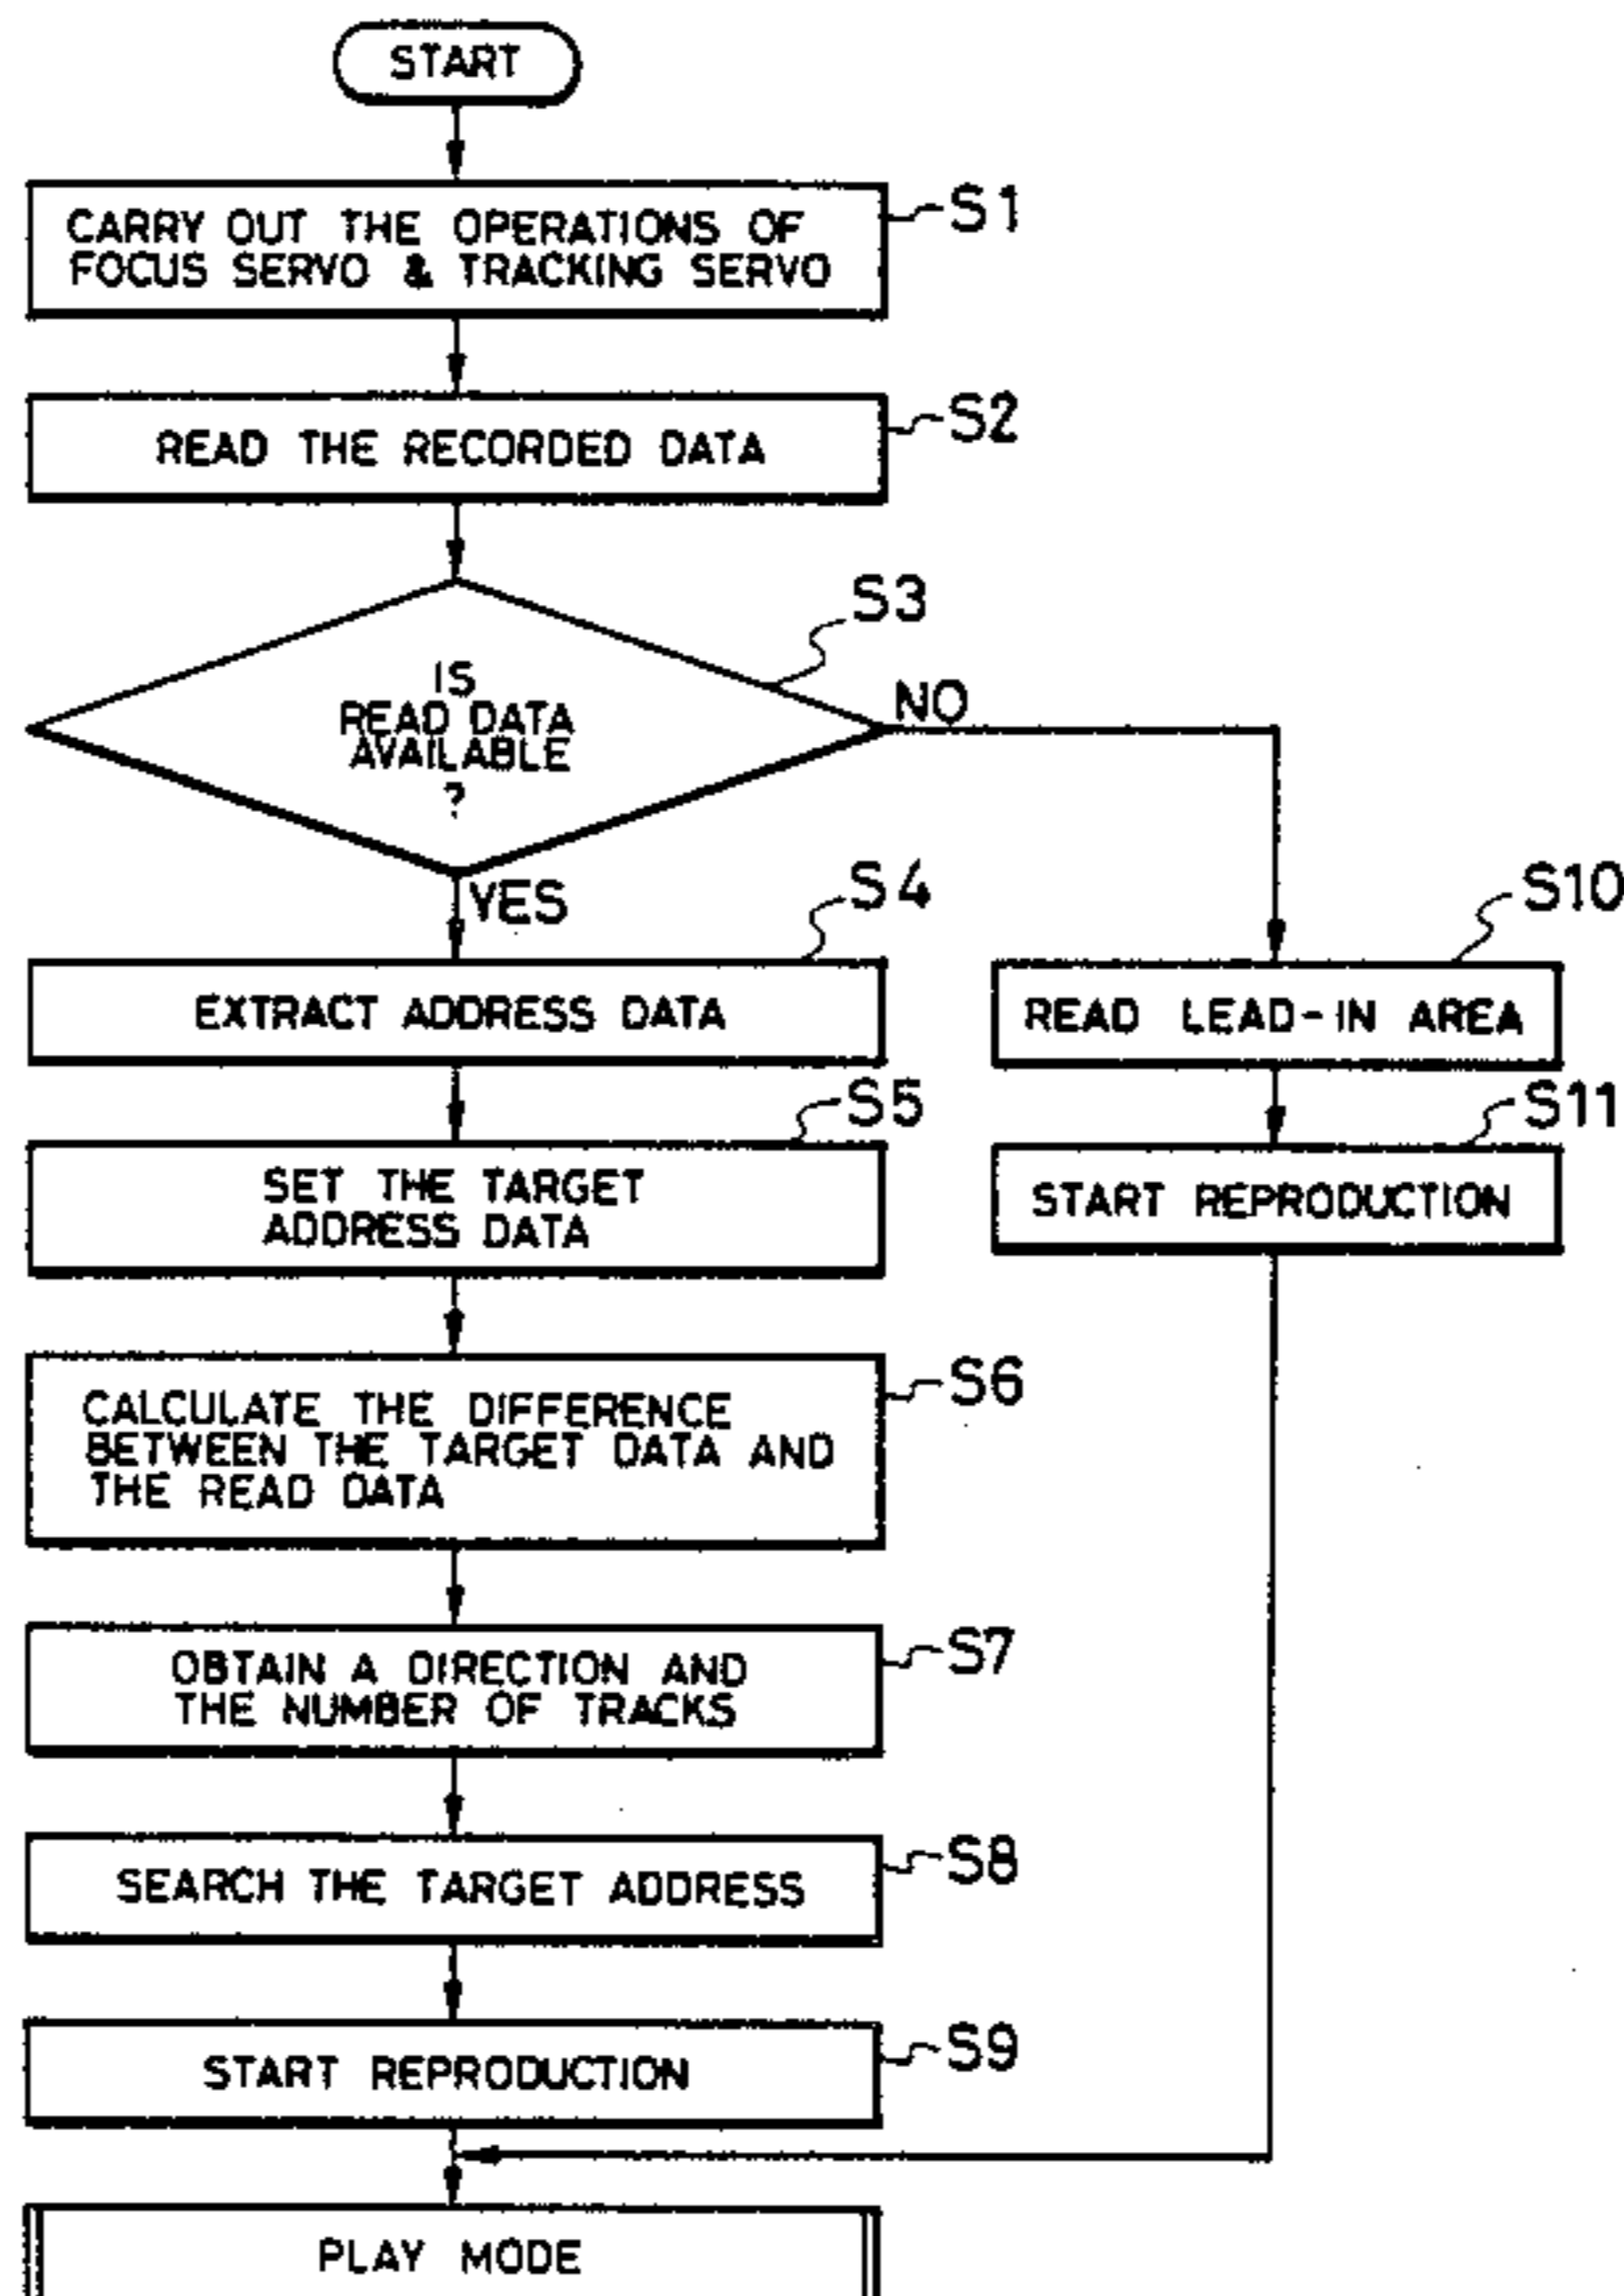 START
CARRY OUT THE OPERATIONS OF
FOCUS SERVO & TRACKING SERVO
S1
READ THE RECORDED DATA
S2
S3
IS
READ DATA
AVAILABLE
?
NO
YES
S4
EXTRACT ADDRESS DATA
S10
READ LEAD-IN AREA
S5
SET THE TARGET
ADDRESS DATA
S11
START REPRODUCTION
S6
CALCULATE THE DIFFERENCE
BETWEEN THE TARGET DATA AND
THE READ DATA
S7
OBTAIN A DIRECTION AND
THE NUMBER OF TRACKS
S8
SEARCH THE TARGET ADDRESS
S9
START REPRODUCTION
PLAY MODE